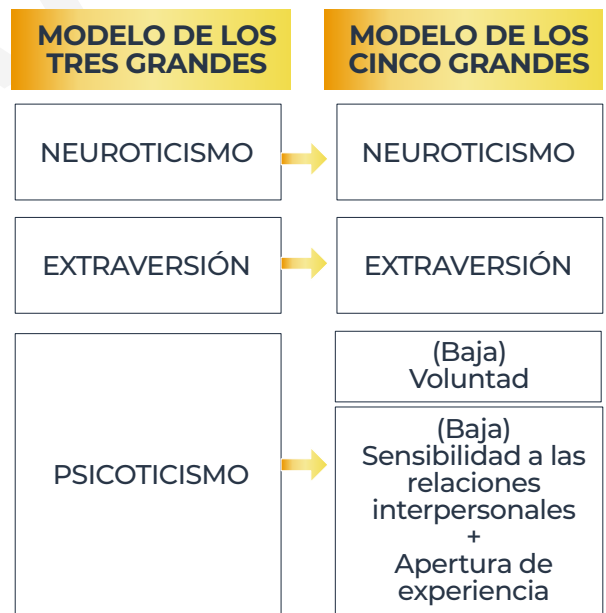 MODELO DE LOS
TRES GRANDES
MODELO DE LOS
CINCO GRANDES
NEUROTICISMO
NEUROTICISMO
EXTRAVERSIÓN
EXTRAVERSIÓN
PSICOTICISMO
(Baja)
Voluntad
(Baja)
Sensibilidad a las
relaciones
interpersonales
+
Apertura de
experiencia